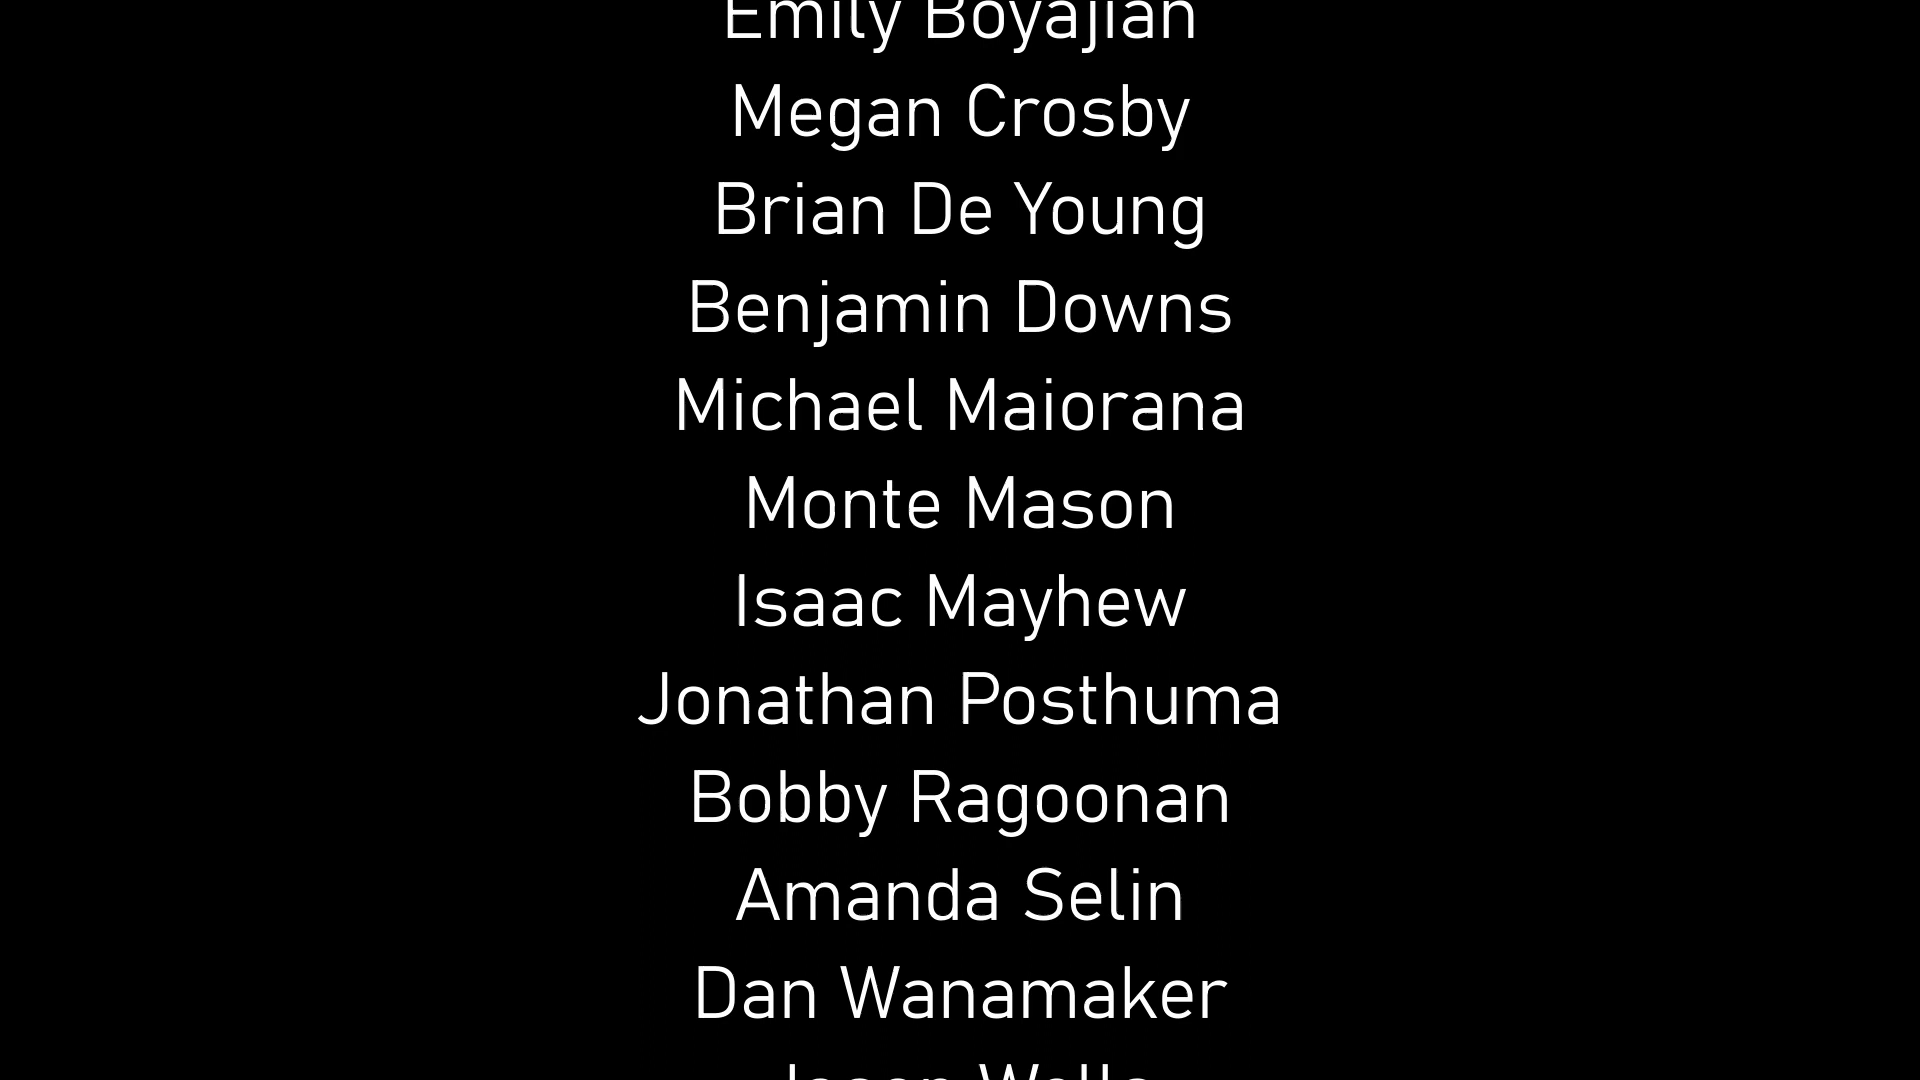 Emily Boyajian
Megan Crosby
Brian De Young
Benjamin Downs
Michael Maiorana
Monte Mason
Isaac Mayhew
Jonathan Posthuma
Bobby Ragoonan
Amanda Selin
Dan Wanamaker